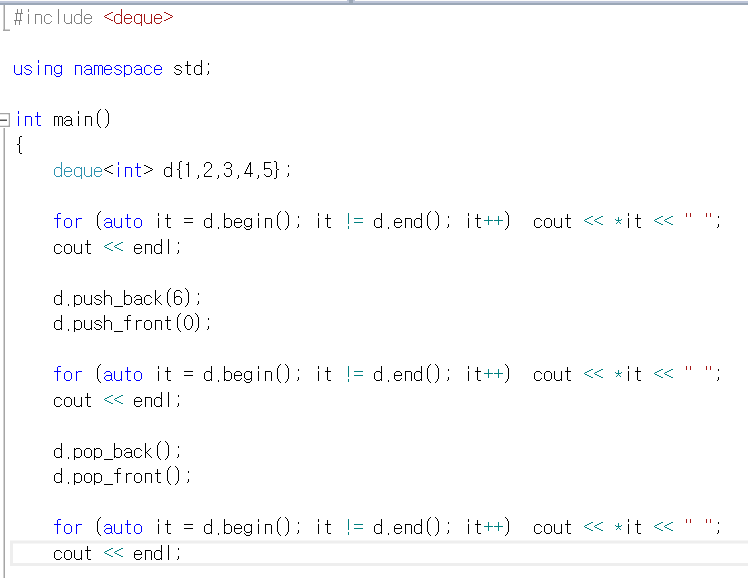 #include <deque>
using namespace std;
int main()
{
deque<int> d{1,2,3,4,5};
for (auto it = d.begin(); it != d.end(); it++)  cout << *it << " ";
cout << endl;
d.push_back(6);
d.push_front(0);
for (auto it = d.begin(); it != d.end(); it++)  cout << *it << " ";
cout << endl;
d.pop_back();
d.pop_front();
for (auto it = d.begin(); it != d.end(); it++)  cout << *it << " ";
cout << endl;